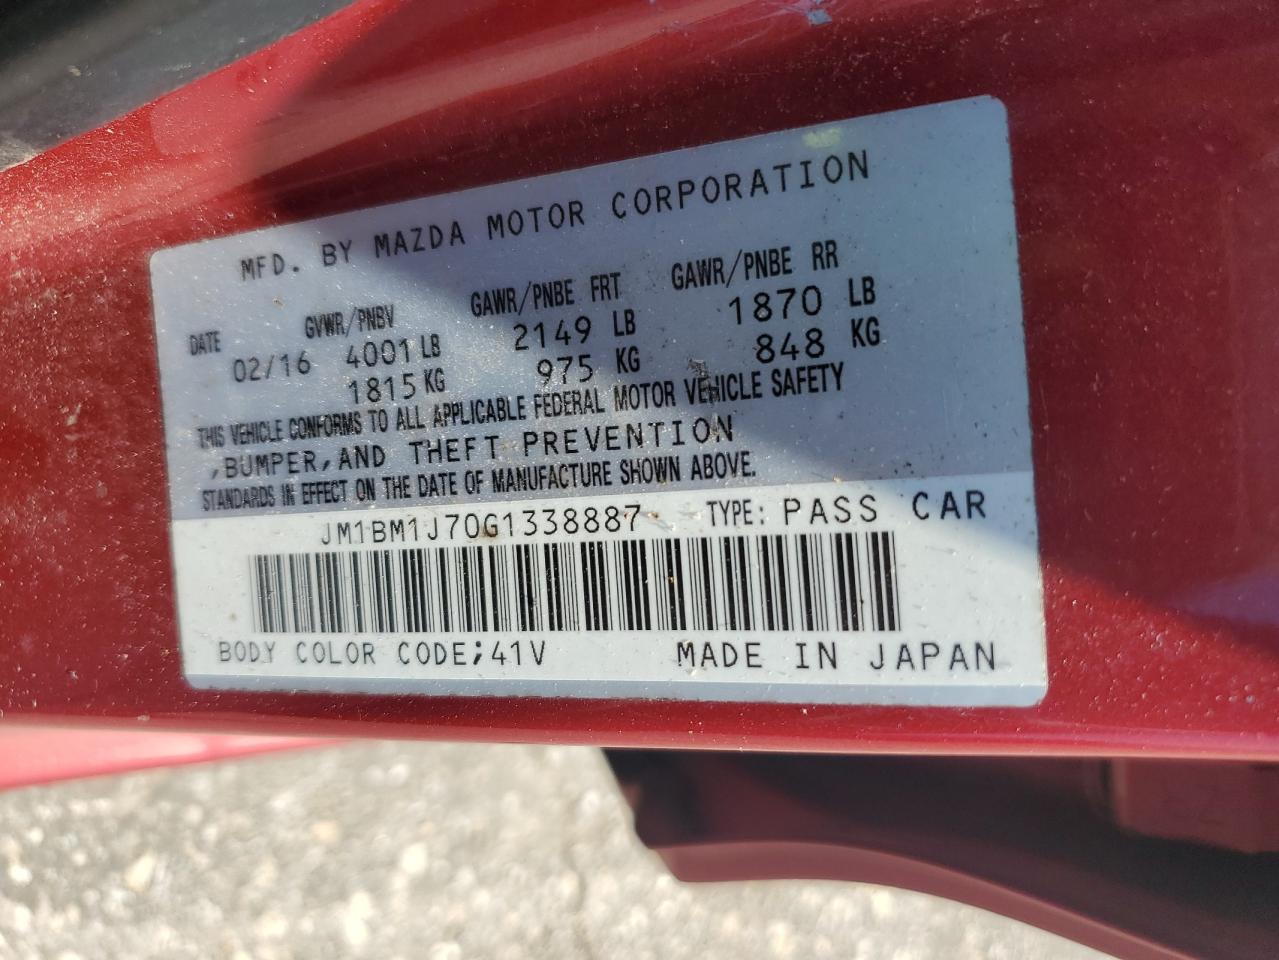 MFD. BY MAZDA MOTOR CORPORATION
DATE GVWR/PNBV GAWR/PNBE FRT GAWR/PNBE RR
02/16 4001 LB 2149 LB 1870 LB
1815 KG 975 KG 848 KG
THIS VEHICLE CONFORMS TO ALL APPLICABLE FEDERAL MOTOR VEHICLE SAFETY
,BUMPER,AND THEFT PREVENTION
STANDARDS IN EFFECT ON THE DATE OF MANUFACTURE SHOWN ABOVE.
JM1BM1J70G1338887 TYPE: PASS CAR
BODY COLOR CODE;41V MADE IN JAPAN